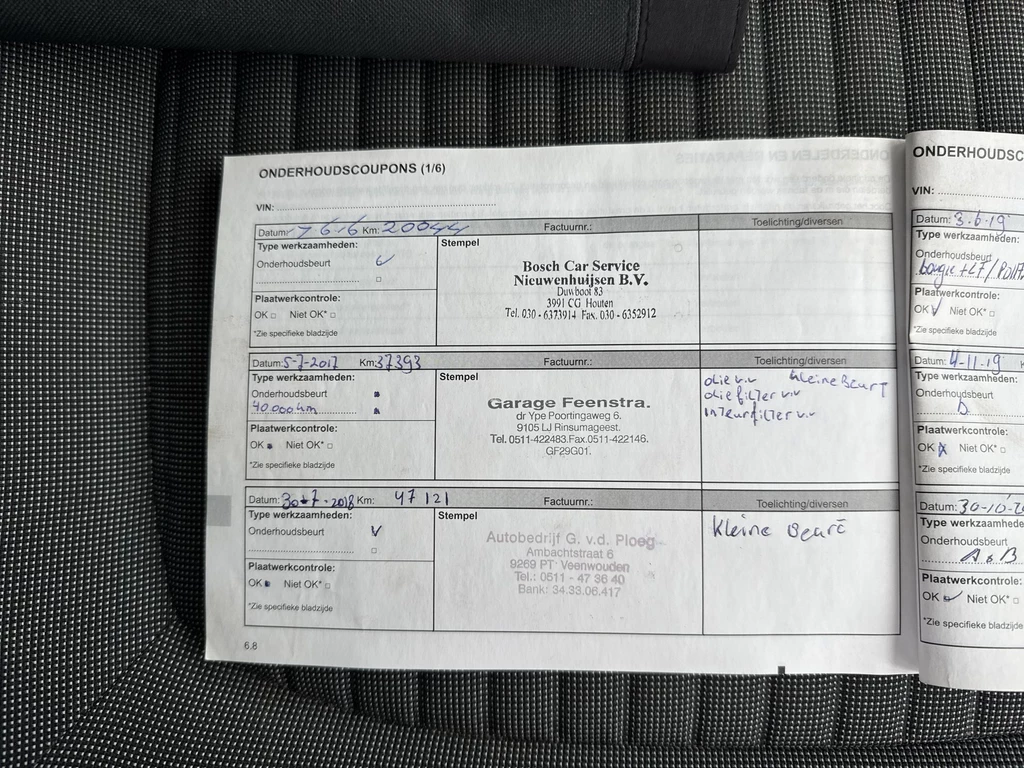 ONDERHOUDSCOUPONS (1/6)
VIN:
Datum: 7 6 16 Km: 20044 Factuurnr.: Toelichting/diversen
Type werkzaamheden:
Onderhoudsbeurt
Stempel
Bosch Car Service
Nieuwenhuijsen B.V.
Duwboot 83
3991 CG Houten
Tel. 030 - 6373914 Fax. 030 - 6352912
Plaatwerkcontrole:
OK Niet OK*
*Zie specifieke bladzijde
Datum: 5-7-2017 Km: 37393 Factuurnr.: Toelichting/diversen
Type werkzaamheden:
Onderhoudsbeurt
40.000km
Stempel
Garage Feenstra.
dr Ype Poortingaweg 6.
9105 LJ Rinsumageest.
Tel. 0511-422483.Fax.0511-422146.
GF29G01.
olie v.v kleine Beurt
oliefilter v.v
inteurfilter v.v
Plaatwerkcontrole:
OK Niet OK*
*Zie specifieke bladzijde
Datum: 30-7-2018 Km: 47121 Factuurnr.: Toelichting/diversen
Type werkzaamheden:
Onderhoudsbeurt V
Stempel
Autobedrijf G. v.d. Ploeg
Ambachtstraat 6
9269 PT Veenwouden
Tel.: 0511 - 47 36 40
Bank: 34.33.06.417
kleine Beurt
Plaatwerkcontrole:
OK Niet OK*
*Zie specifieke bladzijde
6.8
ONDERHOUDSC
VIN:
Datum: 3-6-19
Type werkzaamheden:
Onderhoudsbeurt
Plaatwerkcontrole:
OK V Niet OK*
*Zie specifieke bladzijde
Datum: 4-11-19
Type werkzaamheden:
Onderhoudsbeurt
Plaatwerkcontrole:
OK X Niet OK*
*Zie specifieke bladzijde
Datum: 30-10-2
Type werkzaamhede
Onderhoudsbeurt
A+B
Plaatwerkcontrole:
OK Niet OK*
*Zie specifieke bladzijde